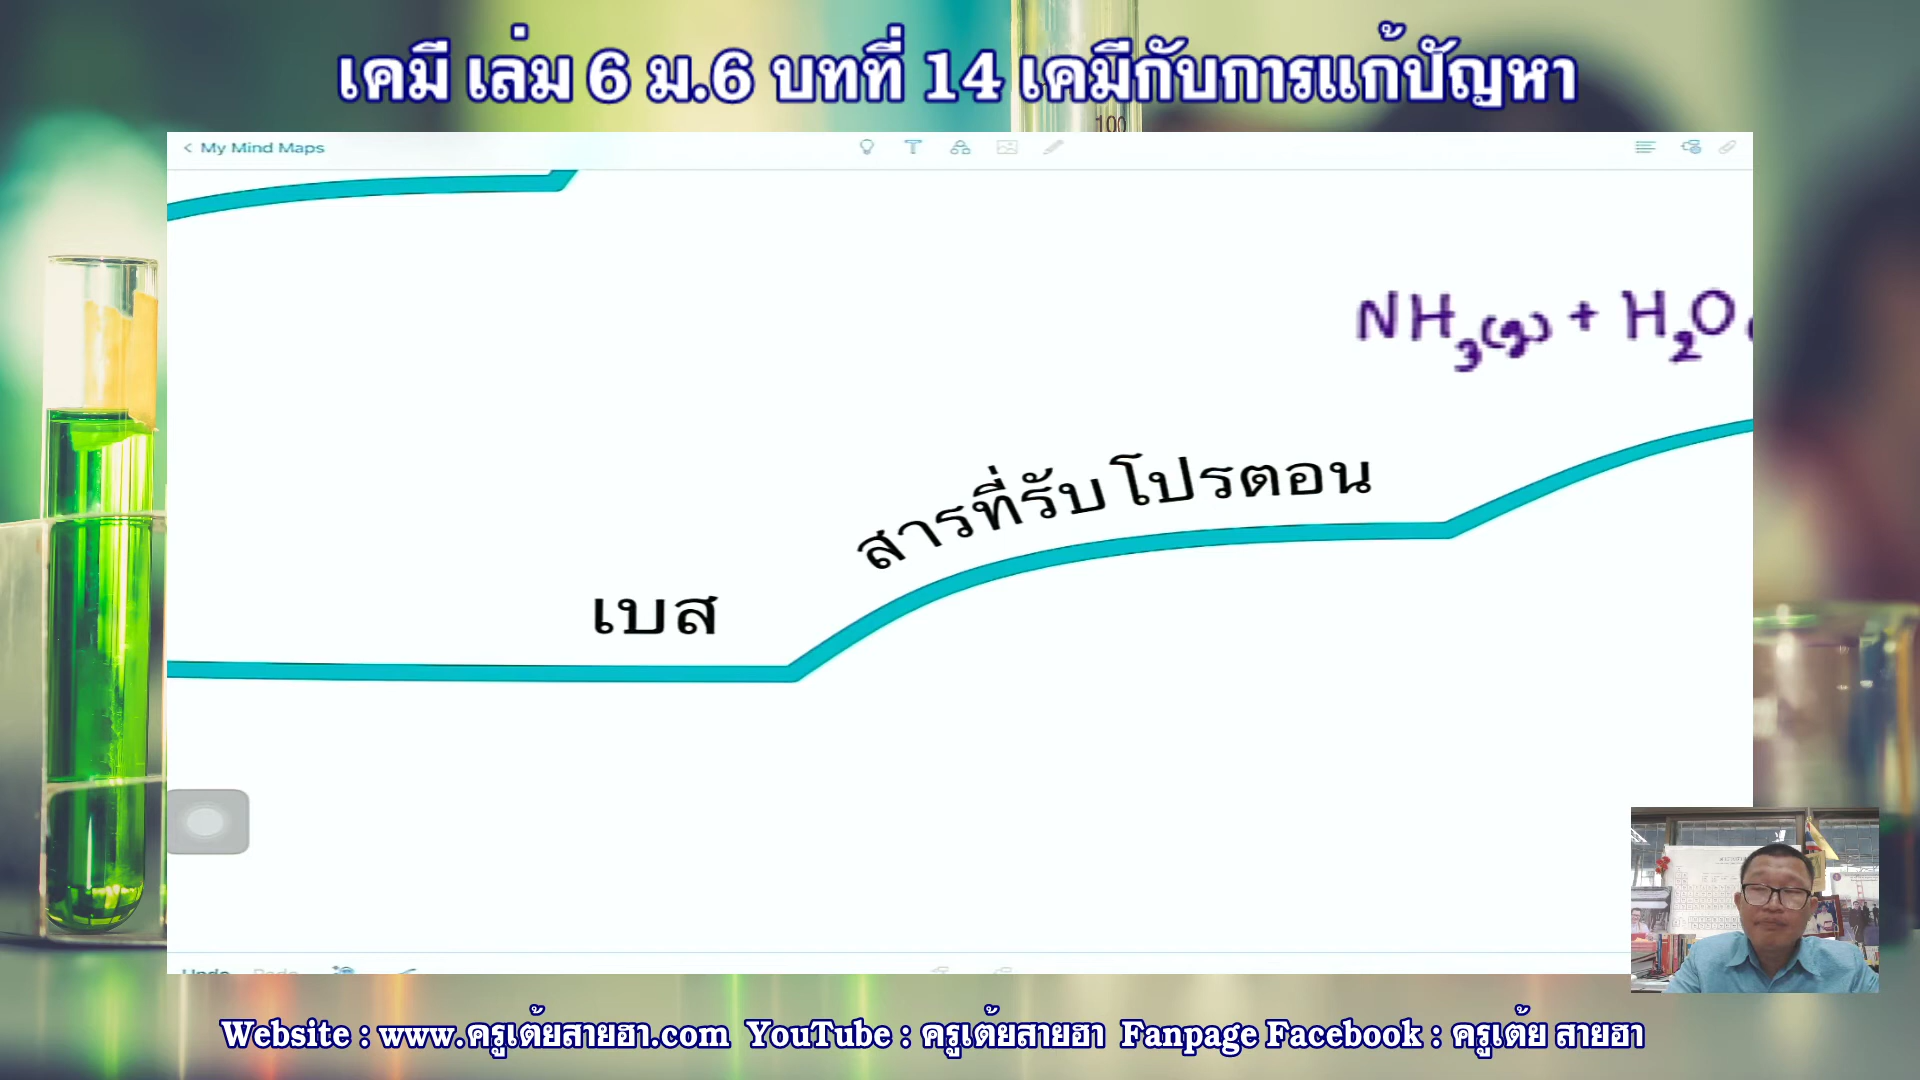 เคมี เล่ม 6 ม.6 บทที่ 14 เคมีกับการแก้ปัญหา
100
< My Mind Maps
NH3(g) + H2O
สารที่รับโปรตอน
เบส
Website : www.ครูเต้ยสายฮา.com YouTube : ครูเต้ยสายฮา Fanpage Facebook : ครูเต้ย สายฮา